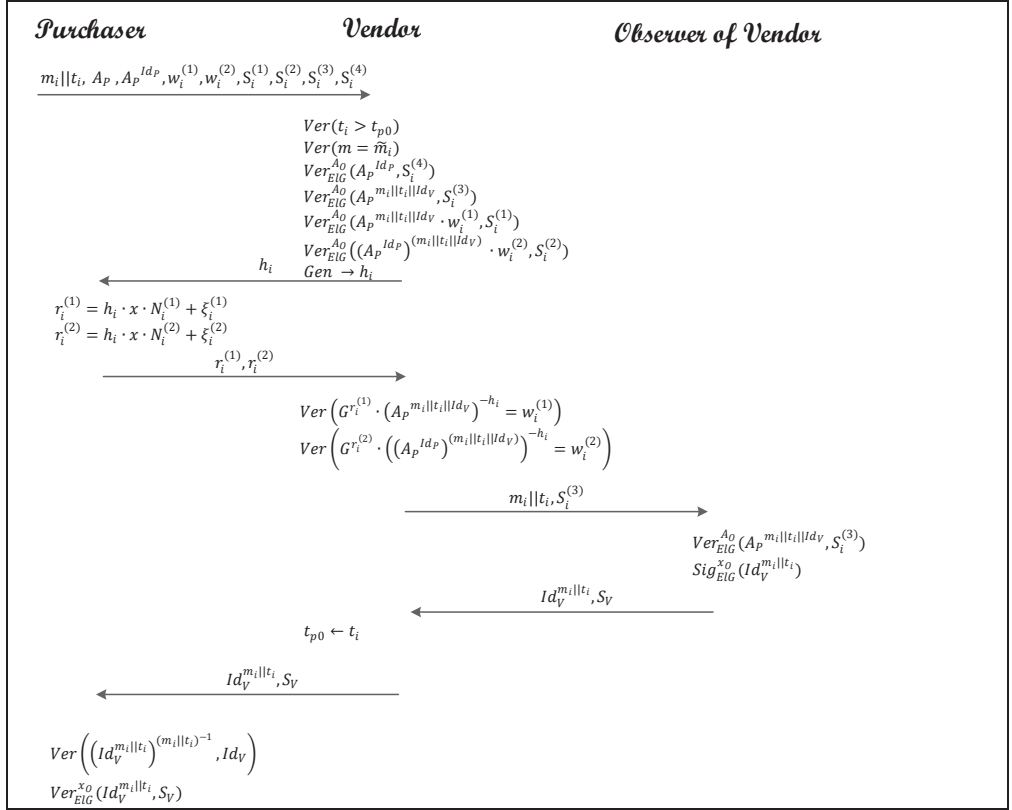 Purchaser Vendor Observer of Vendor
m_i||t_i, A_P, A_P^{Id_P}, w_i^{(1)}, w_i^{(2)}, S_i^{(1)}, S_i^{(2)}, S_i^{(3)}, S_i^{(4)}
Ver(t_i > t_{p0})
Ver(m = \tilde{m}_i)
Ver_{ElG}^{A_O}(A_P^{Id_P}, S_i^{(4)})
Ver_{ElG}^{A_O}(A_P^{m_i||t_i||Id_V}, S_i^{(3)})
Ver_{ElG}^{A_O}(A_P^{m_i||t_i||Id_V} · w_i^{(1)}, S_i^{(1)})
Ver_{ElG}^{A_O}((A_P^{Id_P})^{(m_i||t_i||Id_V)} · w_i^{(2)}, S_i^{(2)})
h_i
Gen → h_i
r_i^{(1)} = h_i · x · N_i^{(1)} + ξ_i^{(1)}
r_i^{(2)} = h_i · x · N_i^{(2)} + ξ_i^{(2)}
r_i^{(1)}, r_i^{(2)}
Ver(G^{r_i^{(1)}} · (A_P^{m_i||t_i||Id_V})^{-h_i} = w_i^{(1)})
Ver(G^{r_i^{(2)}} · ((A_P^{Id_P})^{(m_i||t_i||Id_V)})^{-h_i} = w_i^{(2)})
m_i||t_i, S_i^{(3)}
Ver_{ElG}^{A_O}(A_P^{m_i||t_i||Id_V}, S_i^{(3)})
Sig_{ElG}^{x_O}(Id_V^{m_i||t_i})
Id_V^{m_i||t_i}, S_V
t_{p0} ← t_i
Id_V^{m_i||t_i}, S_V
Ver((Id_V^{m_i||t_i})^{(m_i||t_i)^{-1}}, Id_V)
Ver_{ElG}^{x_O}(Id_V^{m_i||t_i}, S_V)